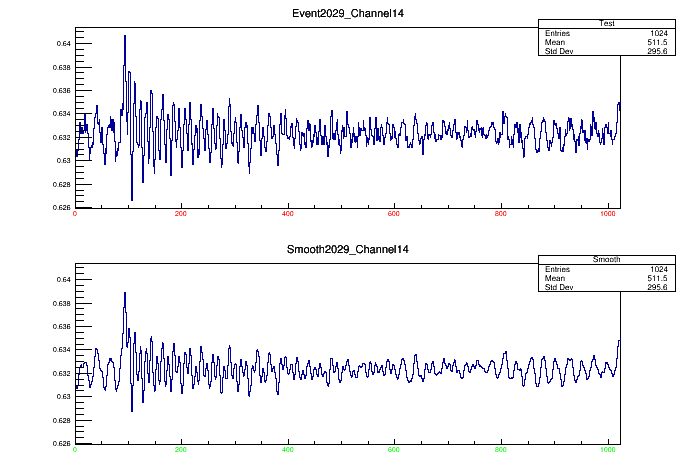 Event2029_Channel14
Test
Entries 1024
Mean 511.5
Std Dev 295.6
0.64
0.638
0.636
0.634
0.632
0.63
0.628
0.626
0 200 400 600 800 1000
Smooth2029_Channel14
Smooth
Entries 1024
Mean 511.5
Std Dev 295.6
0.64
0.638
0.636
0.634
0.632
0.63
0.628
0.626
0 200 400 600 800 1000